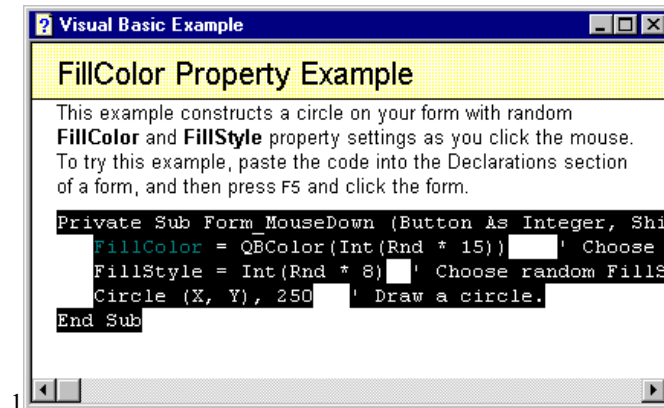 Visual Basic Example
FillColor Property Example
This example constructs a circle on your form with random
FillColor and FillStyle property settings as you click the mouse.
To try this example, paste the code into the Declarations section
of a form, and then press F5 and click the form.
Private Sub Form_MouseDown (Button As Integer, Shi
FillColor = QBColor(Int(Rnd * 15)) ' Choose
FillStyle = Int(Rnd * 8) ' Choose random FillS
Circle (X, Y), 250 ' Draw a circle.
End Sub
1